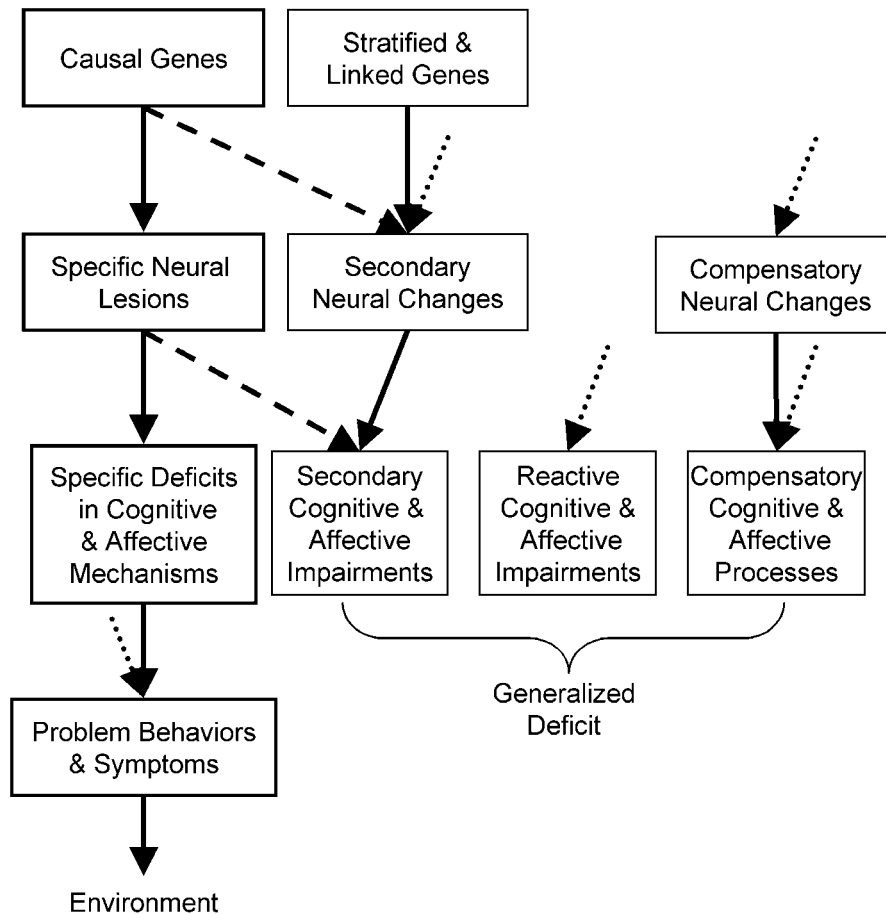 Causal Genes
Stratified &
Linked Genes
Specific Neural
Lesions
Secondary
Neural Changes
Compensatory
Neural Changes
Specific Deficits
in Cognitive
& Affective
Mechanisms
Secondary
Cognitive &
Affective
Impairments
Reactive
Cognitive &
Affective
Impairments
Compensatory
Cognitive &
Affective
Processes
Generalized
Deficit
Problem Behaviors
& Symptoms
Environment